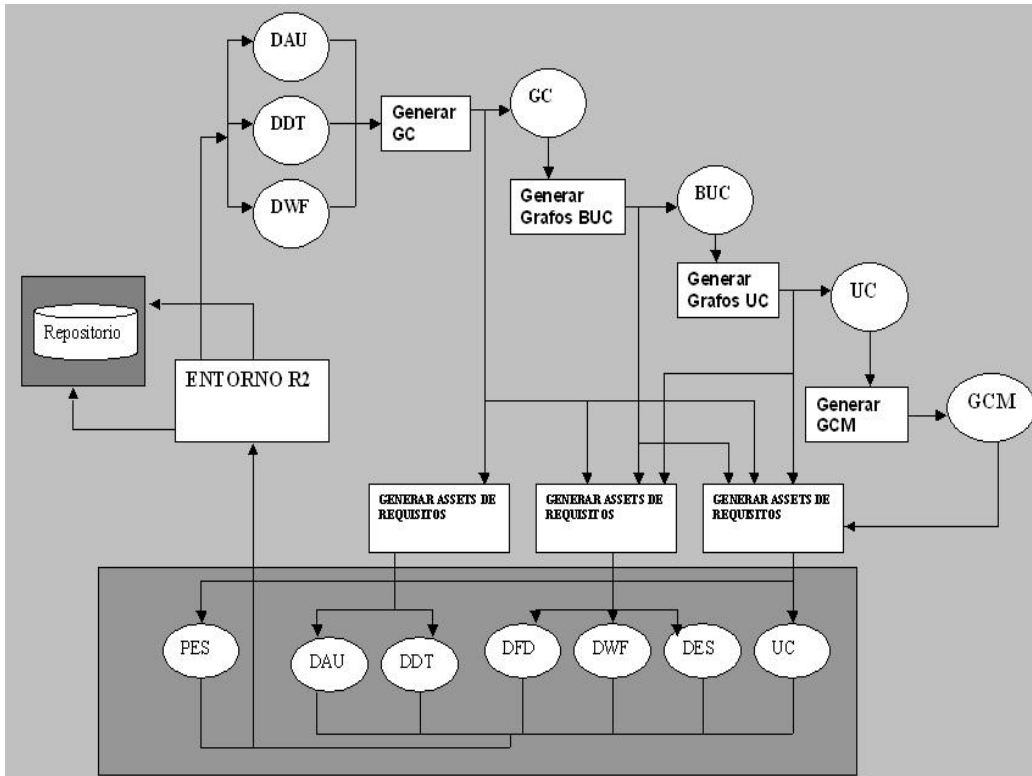 DAU
DDT
DWF
Generar
GC
GC
Generar
Grafos BUC
BUC
Generar
Grafos UC
UC
Generar
GCM
GCM
Repositorio
ENTORNO R2
GENERAR ASSETS DE
REQUISITOS
GENERAR ASSETS DE
REQUISITOS
GENERAR ASSETS DE
REQUISITOS
PES
DAU
DDT
DFD
DWF
DES
UC